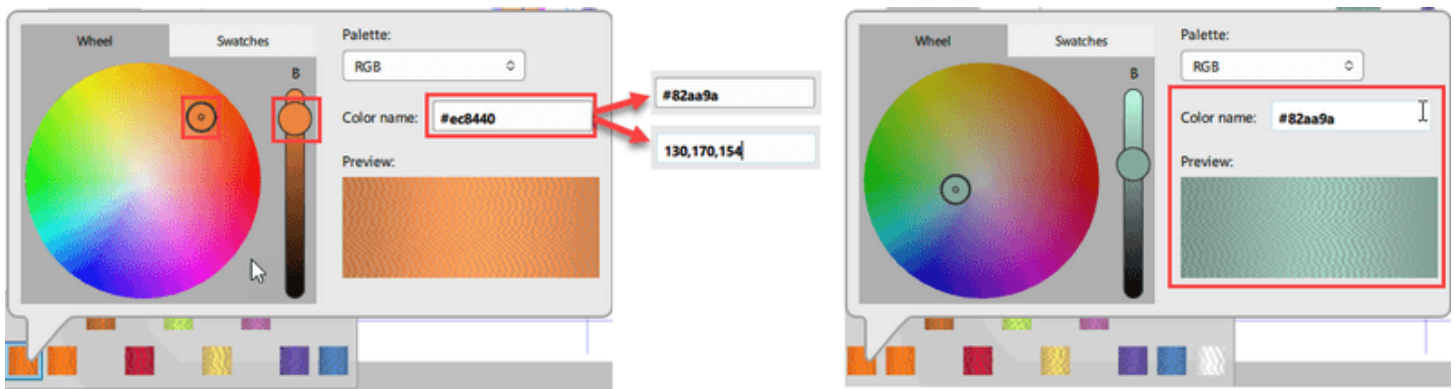 Wheel
Swatches
B
Palette:
RGB
Color name:
#ec8440
Preview:
#82aa9a
130,170,154
Wheel
Swatches
B
Palette:
RGB
Color name:
#82aa9a
Preview: